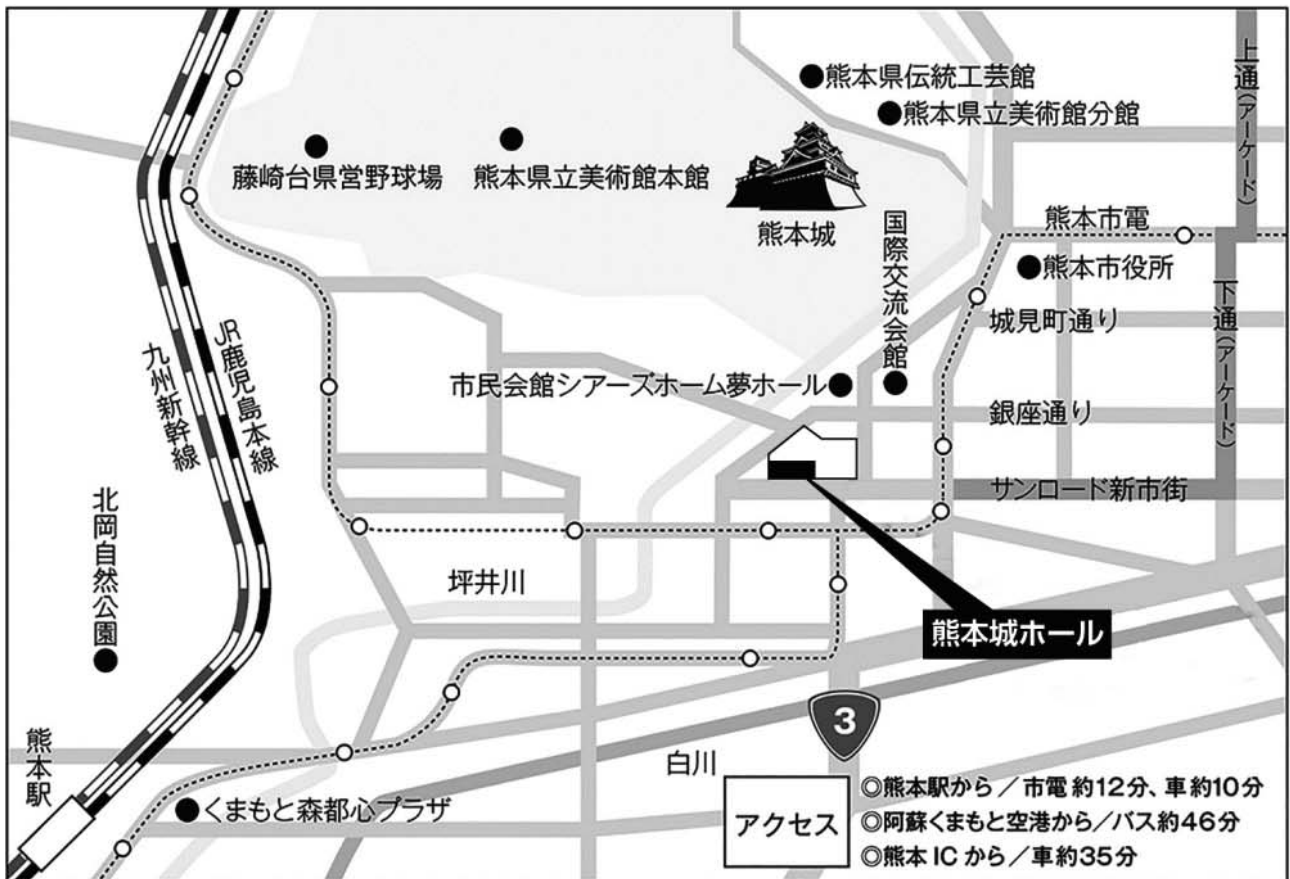 熊本県伝統工芸館
熊本県立美術館分館
上通(アーケード)
藤崎台県営野球場
熊本県立美術館本館
熊本城
国際交流会館
熊本市電
熊本市役所
城見町通り
下通(アーケード)
九州新幹線
JR鹿児島本線
市民会館シアーズホーム夢ホール
銀座通り
サンロード新市街
北岡自然公園
坪井川
熊本城ホール
熊本駅
くまもと森都心プラザ
白川
3
アクセス
◎熊本駅から/市電 約12分、車 約10分
◎阿蘇くまもと空港から/バス約46分
◎熊本 IC から/車約35分